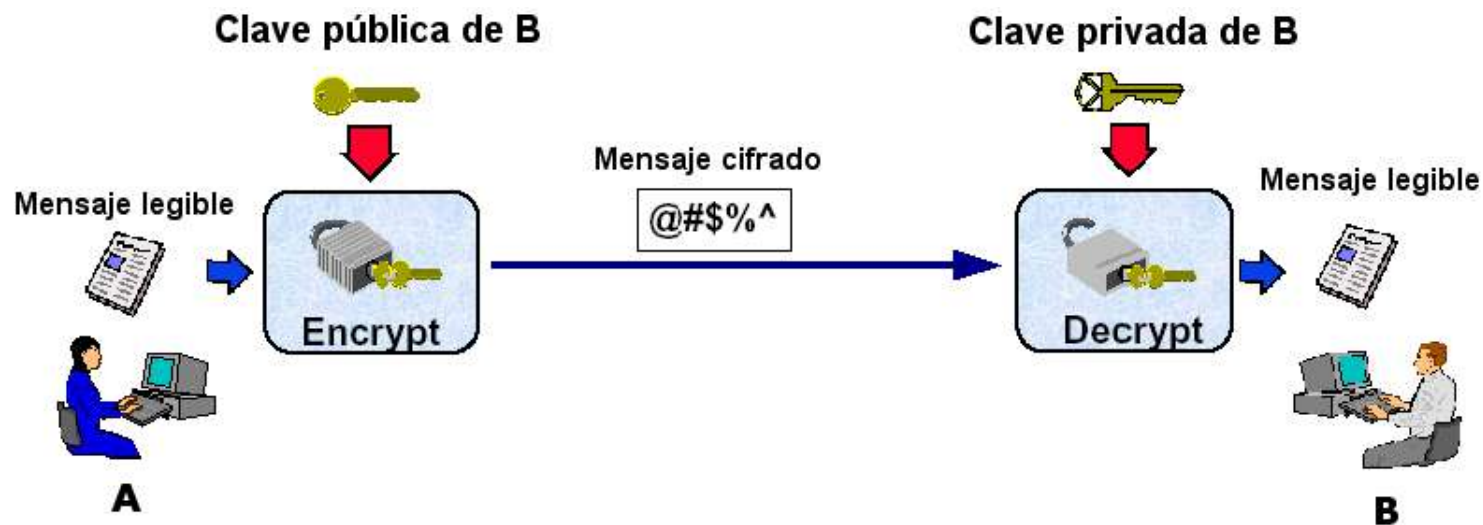 Clave pública de B
Clave privada de B
Mensaje cifrado
Mensaje legible
Mensaje legible
@#$%^
Encrypt
Decrypt
A
B